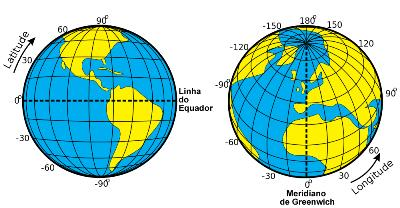 Latitude
90°
60
30
0°
-30
-60
-90°
Linha
do
Equador
180°
-150
150
-120
120
-90
90°
-60
60
-30
30
0°
Longitude
Meridiano
de Greenwich